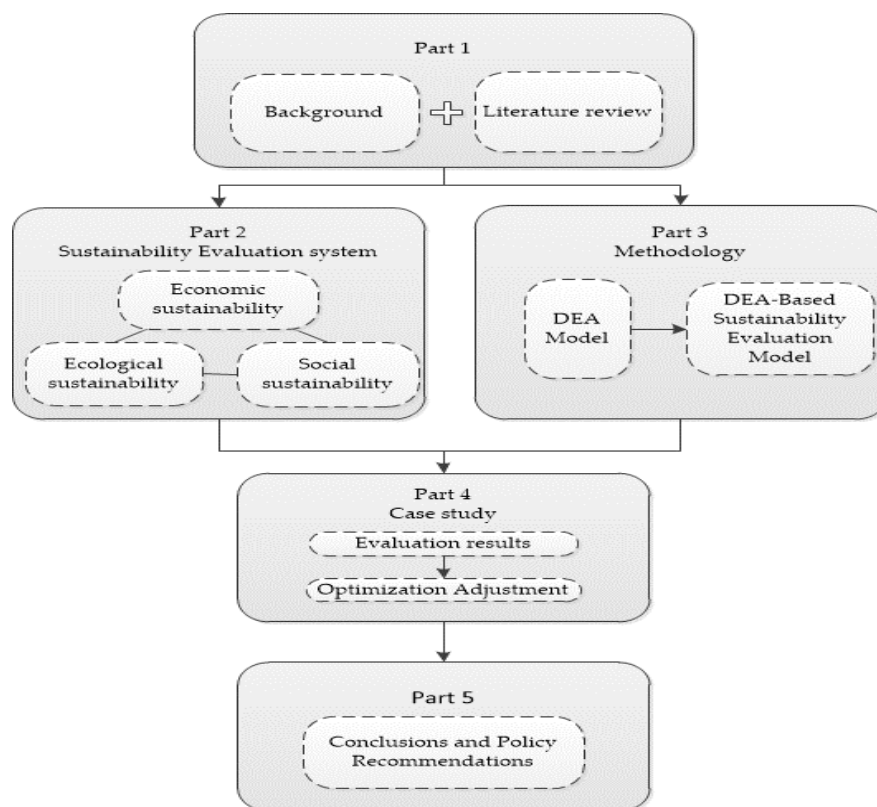 Part 1
Background
Literature review
Part 2
Sustainability Evaluation system
Economic
sustainability
Ecological
sustainability
Social
sustainability
Part 3
Methodology
DEA
Model
DEA-Based
Sustainability
Evaluation
Model
Part 4
Case study
Evaluation results
Optimization Adjustment
Part 5
Conclusions and Policy
Recommendations